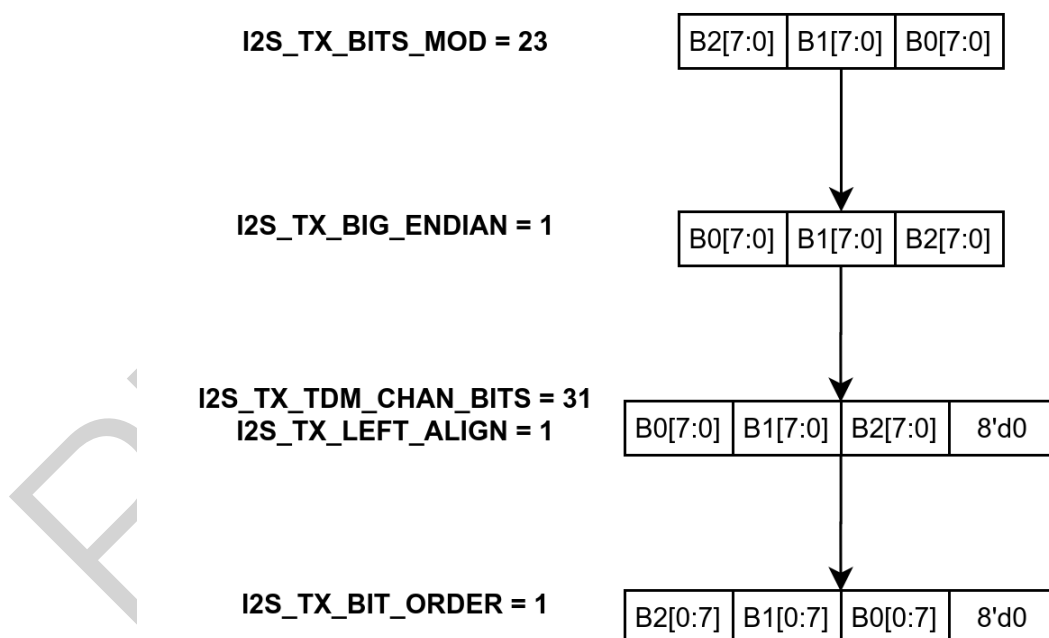 I2S_TX_BITS_MOD = 23 B2[7:0] B1[7:0] B0[7:0]
I2S_TX_BIG_ENDIAN = 1 B0[7:0] B1[7:0] B2[7:0]
I2S_TX_TDM_CHAN_BITS = 31
I2S_TX_LEFT_ALIGN = 1 B0[7:0] B1[7:0] B2[7:0] 8'd0
I2S_TX_BIT_ORDER = 1 B2[0:7] B1[0:7] B0[0:7] 8'd0